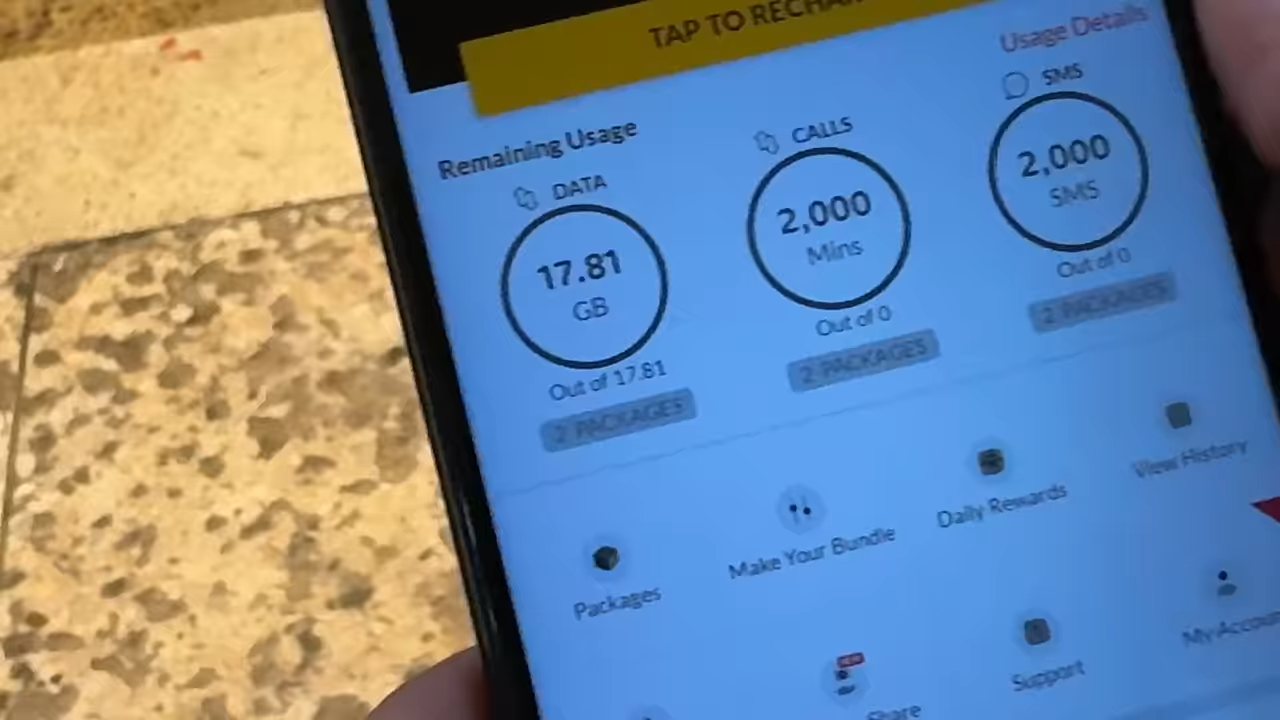 TAP TO
Usage Details
Remaining Usage
DATA
17.81
GB
Out of 17.81
2 PACKAGES
CALLS
2,000
Mins
Out of 0
2 PACKAGES
SMS
2,000
SMS
Out of 0
2 PACKAGES
Packages
Make Your Bundle
Daily Rewards
View History
Share
Support
My